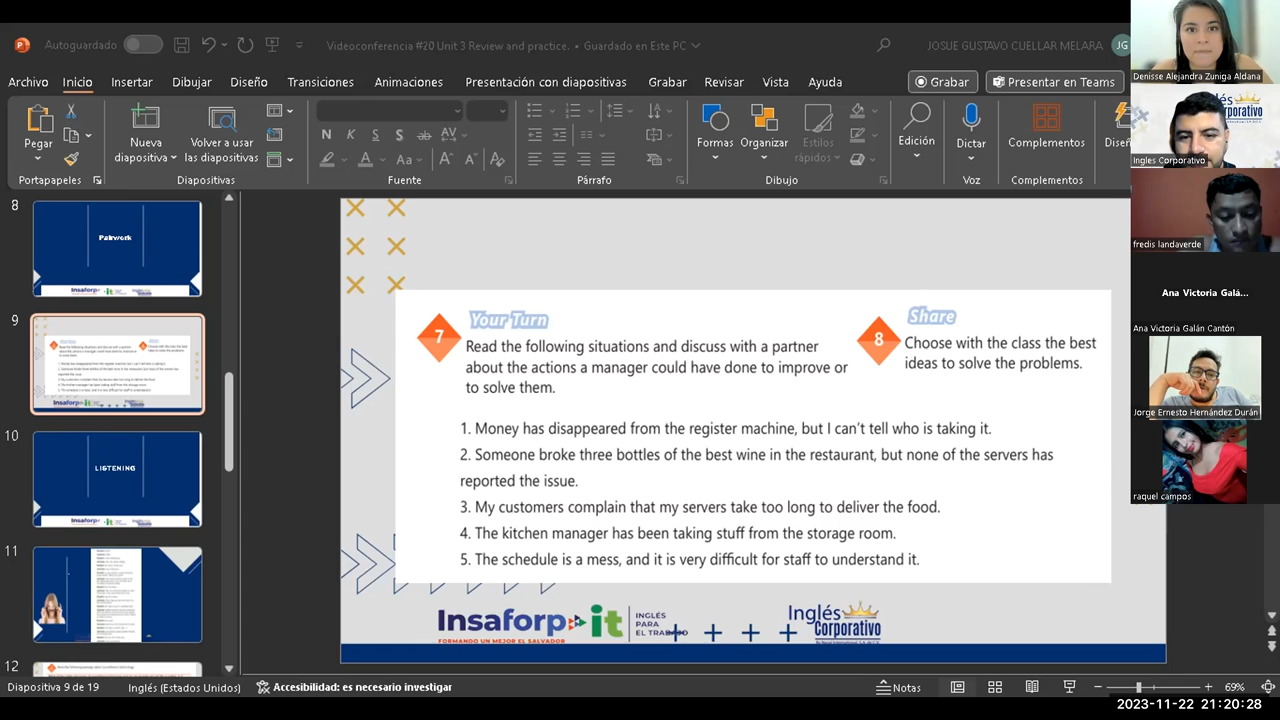 Autoguardado
Videoconferencia #20 Unit 3 Review and practice. • Guardado en Este PC
GUSTAVO CUELLAR MELARA
JG
Archivo Inicio Insertar Dibujar Diseño Transiciones Animaciones Presentación con diapositivas Grabar Revisar Vista Ayuda
Grabar
Presentar en Teams
Pegar
Nueva diapositiva
Volver a usar las diapositivas
Formas
Organizar
Estilos rápidos
Edición
Dictar
Complementos
Portapapeles
Diapositivas
Fuente
Párrafo
Dibujo
Voz
Complementos
8
Pairwork
9
10
LISTENING
11
12
7
Your Turn
Read the following situations and discuss with a partner
about the actions a manager could have done to improve or
to solve them.
8
Share
Choose with the class the best
ideas to solve the problems.
1. Money has disappeared from the register machine, but I can't tell who is taking it.
2. Someone broke three bottles of the best wine in the restaurant, but none of the servers has
reported the issue.
3. My customers complain that my servers take too long to deliver the food.
4. The kitchen manager has been taking stuff from the storage room.
5. The schedule is a mess, and it is very difficult for staff to understand it.
Insaforp
FORMANDO UN MEJOR EL SALVADOR
it
INGLÉS
PARA
EL TRABAJO
Inglés
Corporativo
Denisse Alejandra Zuniga Aldana
Ingles Corporativo
fredis landaverde
Ana Victoria Galá...
Ana Victoria Galán Cantón
Jorge Ernesto Hernández Durán
raquel campos
Diapositiva 9 de 19
Inglés (Estados Unidos)
Accesibilidad: es necesario investigar
Notas
69%
2023-11-22 21:20:28